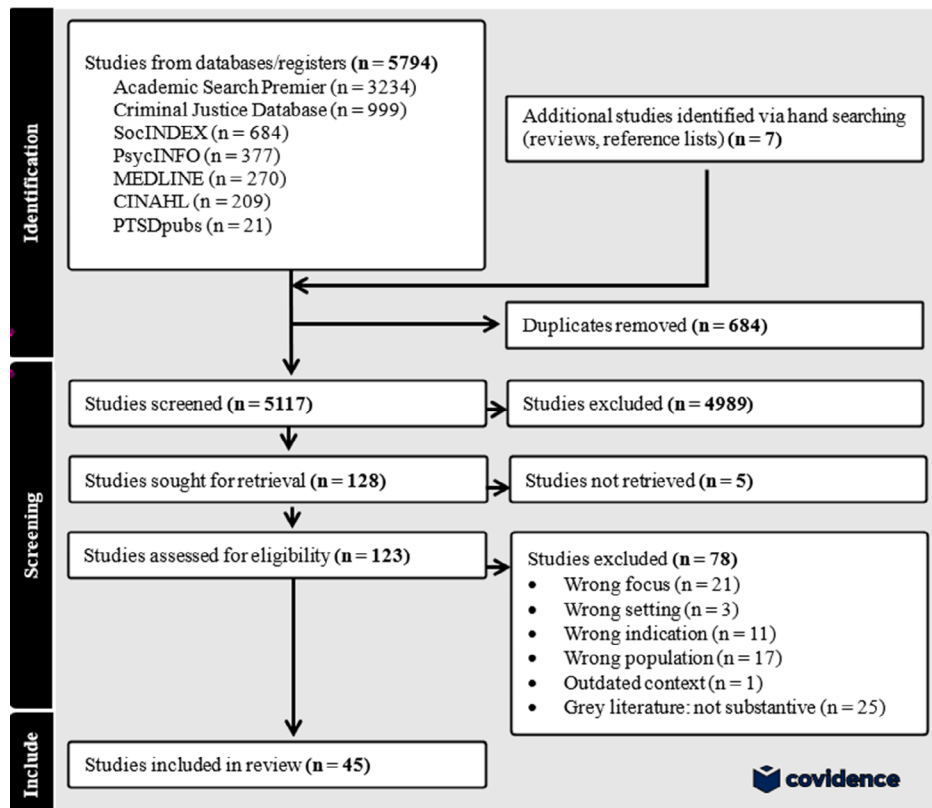 Identification
Studies from databases/registers (n = 5794)
Academic Search Premier (n = 3234)
Criminal Justice Database (n = 999)
SocINDEX (n = 684)
PsycINFO (n = 377)
MEDLINE (n = 270)
CINAHL (n = 209)
PTSDpubs (n = 21)
Additional studies identified via hand searching
(reviews, reference lists) (n = 7)
Duplicates removed (n = 684)
Screening
Studies screened (n = 5117)
Studies excluded (n = 4989)
Studies sought for retrieval (n = 128)
Studies not retrieved (n = 5)
Studies assessed for eligibility (n = 123)
Studies excluded (n = 78)
• Wrong focus (n = 21)
• Wrong setting (n = 3)
• Wrong indication (n = 11)
• Wrong population (n = 17)
• Outdated context (n = 1)
• Grey literature: not substantive (n = 25)
Include
Studies included in review (n = 45)
covidence